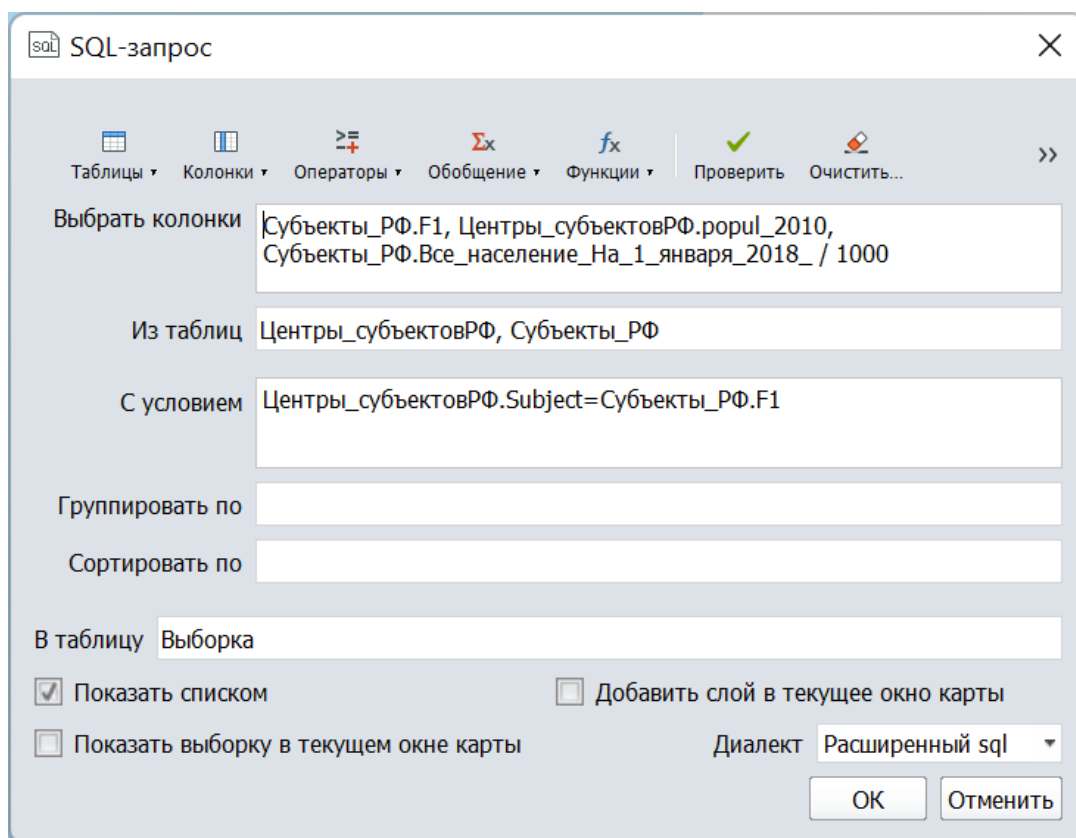 sql SQL-запрос
Таблицы Колонки Операторы Обобщение Функции Проверить Очистить...
Выбрать колонки Субъекты_РФ.F1, Центры_субъектовРФ.popul_2010,
Субъекты_РФ.Все_население_На_1_января_2018_ / 1000
Из таблиц Центры_субъектовРФ, Субъекты_РФ
С условием Центры_субъектовРФ.Subject=Субъекты_РФ.F1
Группировать по
Сортировать по
В таблицу Выборка
Показать списком Добавить слой в текущее окно карты
Показать выборку в текущем окне карты Диалект Расширенный sql
ОК Отменить